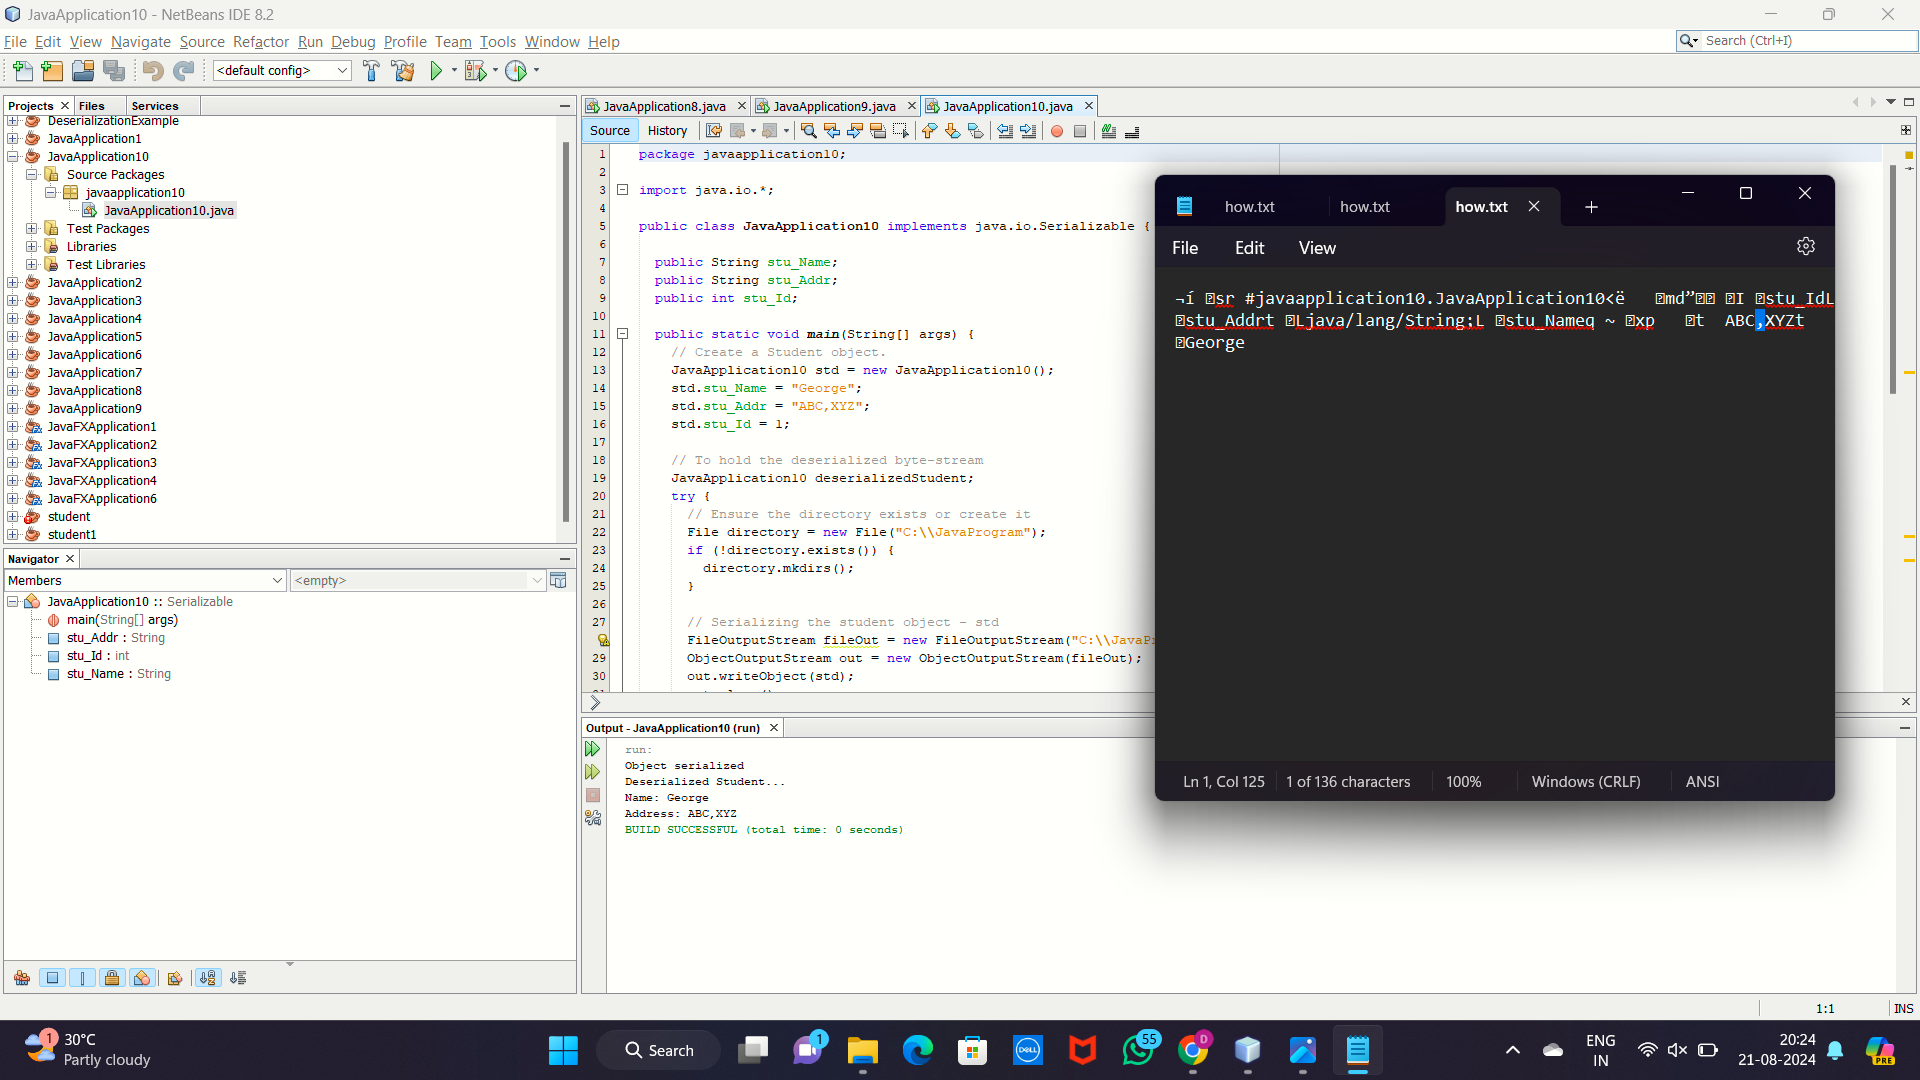 JavaApplication10 - NetBeans IDE 8.2
File Edit View Navigate Source Refactor Run Debug Profile Team Tools Window Help
Search (Ctrl+I)
<default config>
Projects Files Services
DeserializationExample
JavaApplication1
JavaApplication10
Source Packages
javaapplication10
JavaApplication10.java
Test Packages
Libraries
Test Libraries
JavaApplication2
JavaApplication3
JavaApplication4
JavaApplication5
JavaApplication6
JavaApplication7
JavaApplication8
JavaApplication9
JavaFXApplication1
JavaFXApplication2
JavaFXApplication3
JavaFXApplication4
JavaFXApplication6
student
student1
Navigator
Members <empty>
JavaApplication10 :: Serializable
main(String[] args)
stu_Addr : String
stu_Id : int
stu_Name : String
JavaApplication8.java JavaApplication9.java JavaApplication10.java
Source History
1 package javaapplication10;
2
3 import java.io.*;
4
5 public class JavaApplication10 implements java.io.Serializable {
6
7 public String stu_Name;
8 public String stu_Addr;
9 public int stu_Id;
10
11 public static void main(String[] args) {
12 // Create a Student object.
13 JavaApplication10 std = new JavaApplication10();
14 std.stu_Name = "George";
15 std.stu_Addr = "ABC,XYZ";
16 std.stu_Id = 1;
17
18 // To hold the deserialized byte-stream
19 JavaApplication10 deserializedStudent;
20 try {
21 // Ensure the directory exists or create it
22 File directory = new File("C:\\JavaProgram");
23 if (!directory.exists()) {
24 directory.mkdirs();
25 }
26
27 // Serializing the student object - std
FileOutputStream fileOut = new FileOutputStream("C:\\JavaPr
29 ObjectOutputStream out = new ObjectOutputStream(fileOut);
30 out.writeObject(std);
Output - JavaApplication10 (run)
run:
Object serialized
Deserialized Student...
Name: George
Address: ABC,XYZ
BUILD SUCCESSFUL (total time: 0 seconds)
how.txt how.txt how.txt
File Edit View
¬í sr #javaapplication10.JavaApplication10<ë md” I stu_IdL
stu_Addrt Ljava/lang/String;L stu_Nameq ~ xp t ABC,XYZt
George
Ln 1, Col 125 1 of 136 characters 100% Windows (CRLF) ANSI
1:1 INS
1
30°C
Partly cloudy
Search
1
DELL
55
D
ENG
IN
20:24
21-08-2024
PRE